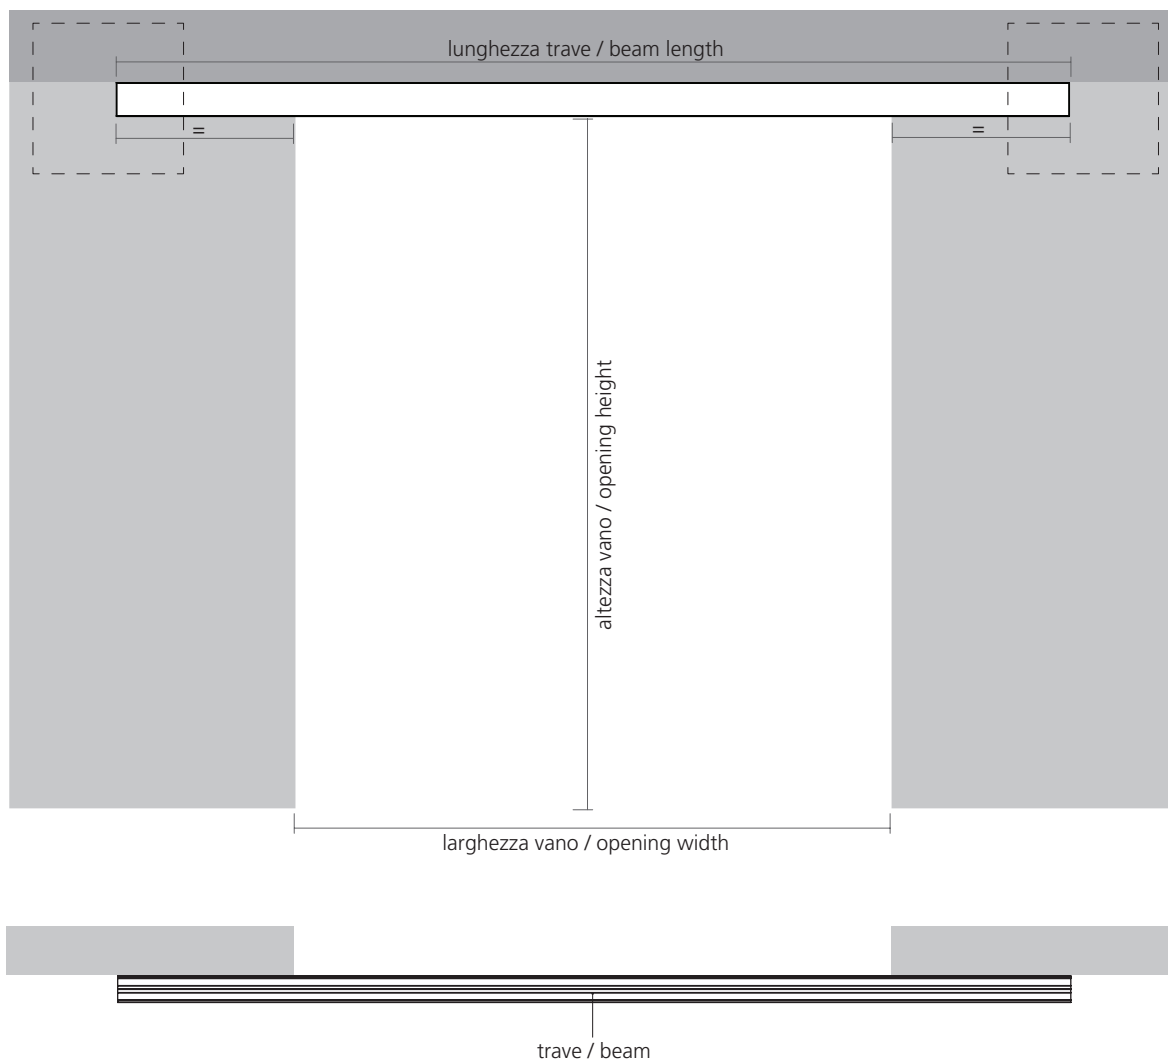 lunghezza trave / beam length
=
=
altezza vano / opening height
larghezza vano / opening width
trave / beam